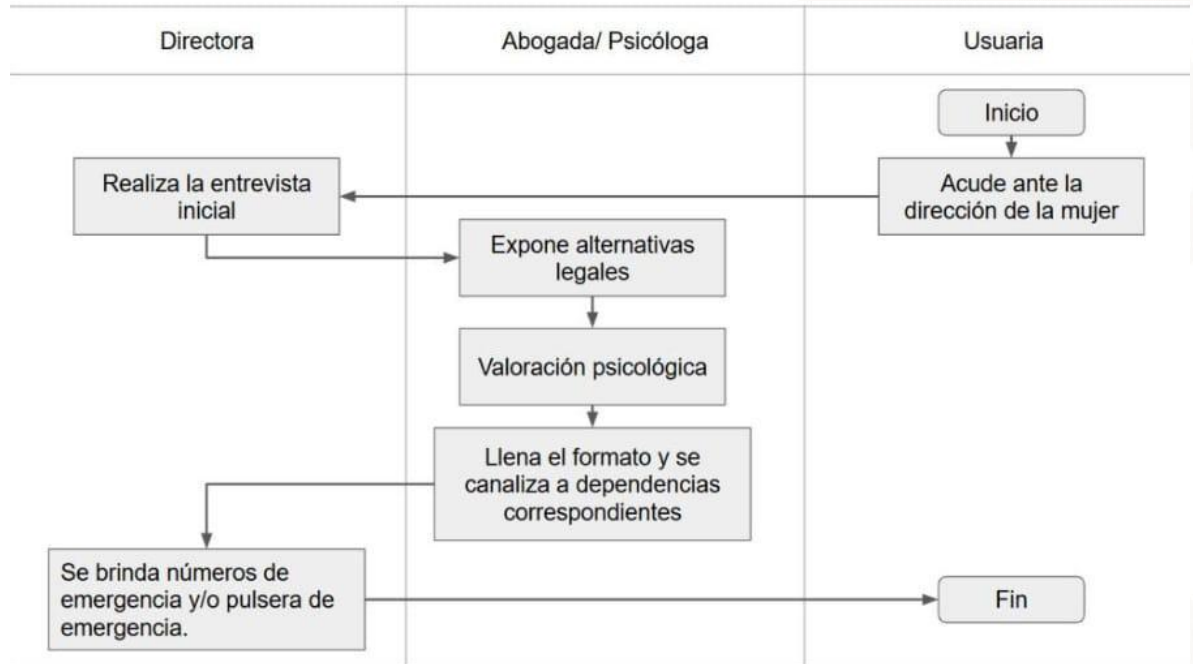 Directora
Abogada/ Psicóloga
Usuaria
Inicio
Acude ante la
dirección de la mujer
Realiza la entrevista
inicial
Expone alternativas
legales
Valoración psicológica
Llena el formato y se
canaliza a dependencias
correspondientes
Se brinda números de
emergencia y/o pulsera de
emergencia.
Fin